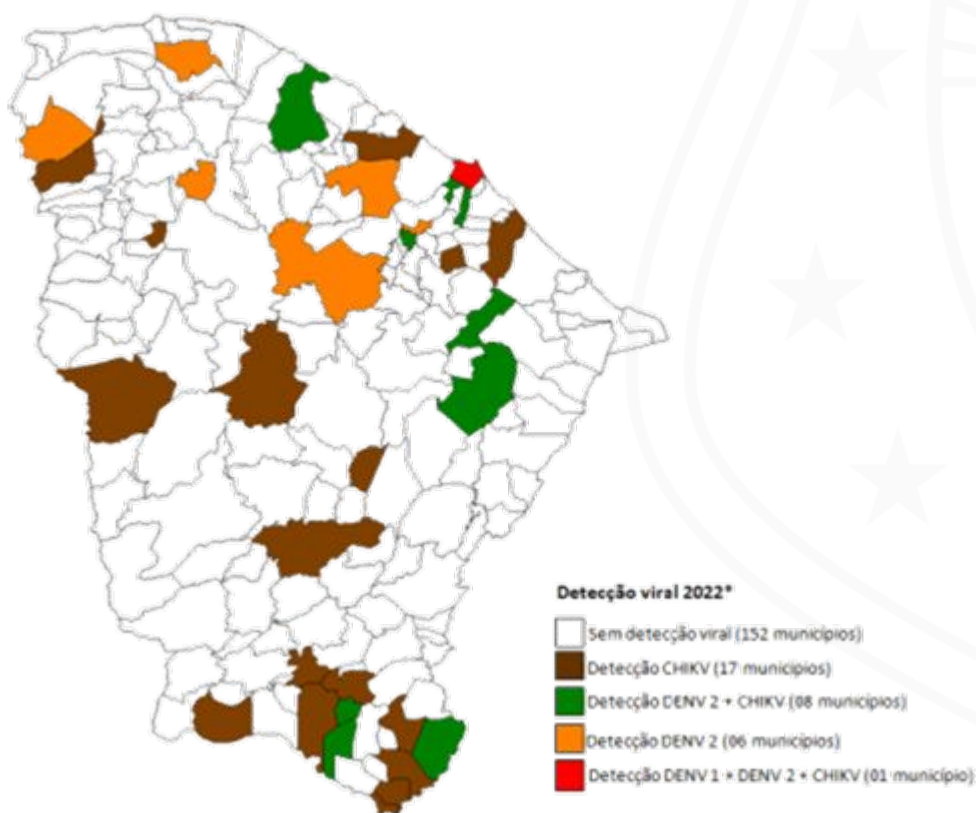 Detecção viral 2022*
Sem detecção viral (152 municípios)
Detecção CHIKV (17 municípios)
Detecção DENV 2 + CHIKV (08 municípios)
Detecção DENV 2 (06 municípios)
Detecção DENV 1 + DENV 2 + CHIKV (01 município)